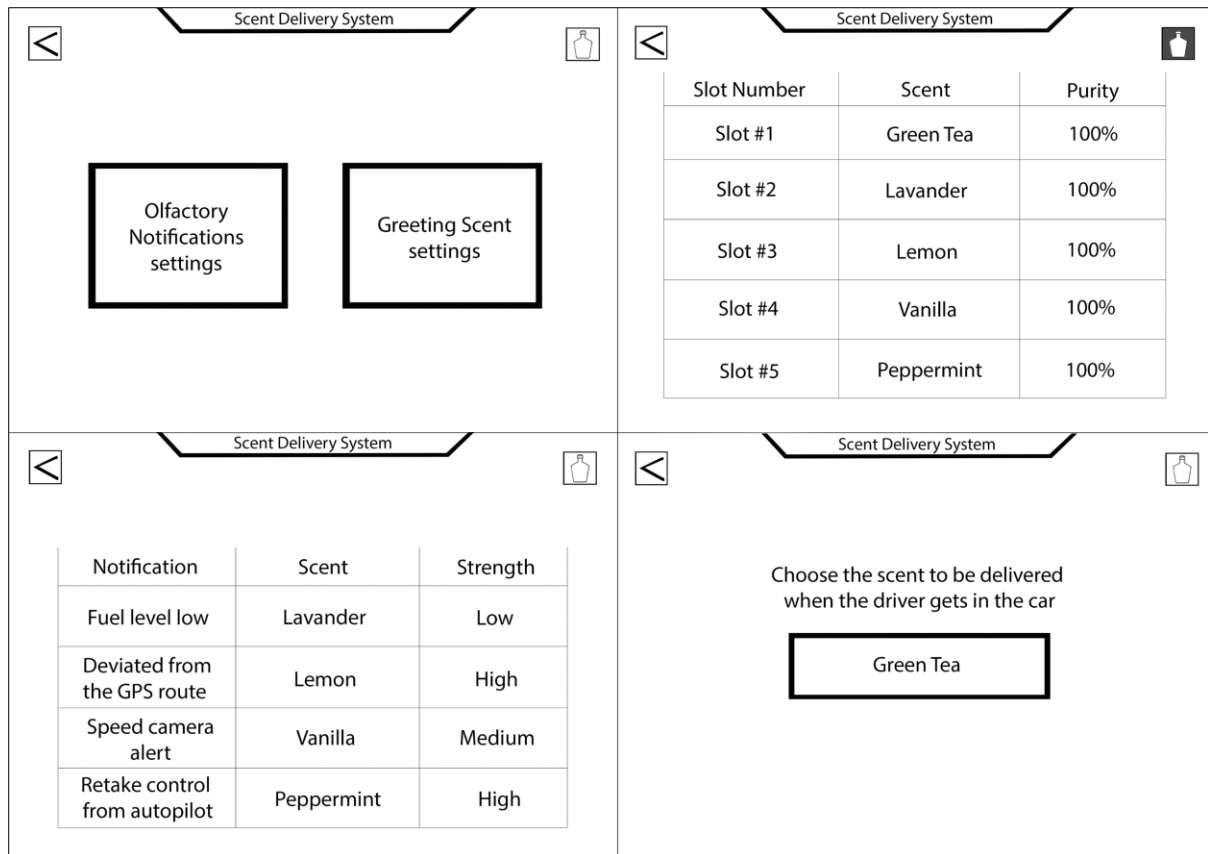 Scent Delivery System
<
Olfactory
Notifications
settings
Greeting Scent
settings
Scent Delivery System
<
Slot Number Scent Purity
Slot #1 Green Tea 100%
Slot #2 Lavander 100%
Slot #3 Lemon 100%
Slot #4 Vanilla 100%
Slot #5 Peppermint 100%
Scent Delivery System
<
Notification Scent Strength
Fuel level low Lavander Low
Deviated from
the GPS route Lemon High
Speed camera
alert Vanilla Medium
Retake control
from autopilot Peppermint High
Scent Delivery System
<
Choose the scent to be delivered
when the driver gets in the car
Green Tea